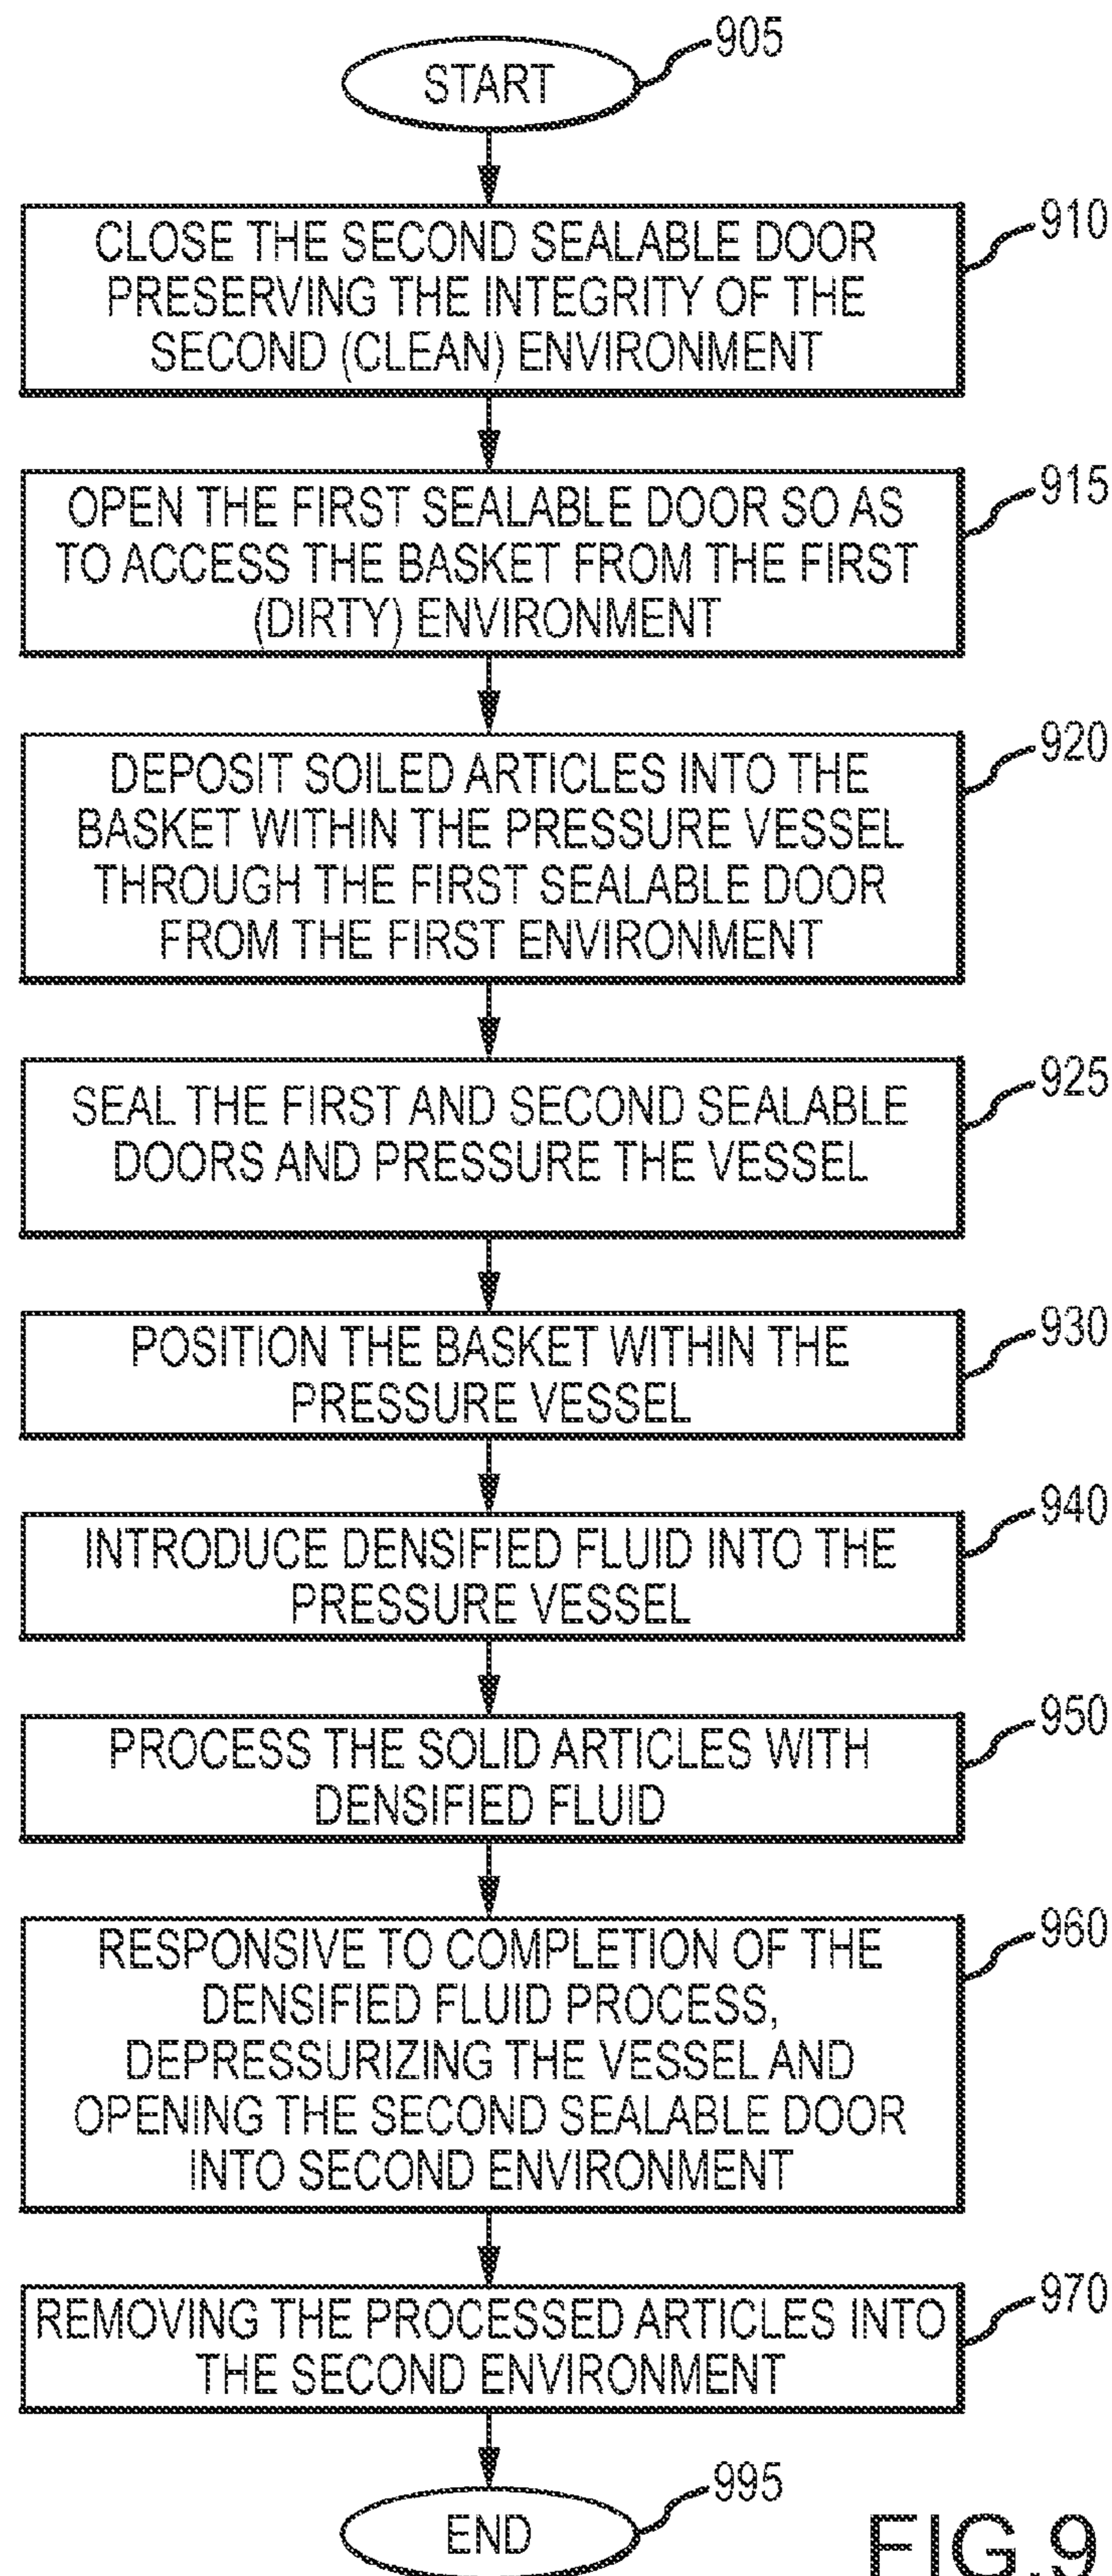 START
905
CLOSE THE SECOND SEALABLE DOOR
PRESERVING THE INTEGRITY OF THE
SECOND (CLEAN) ENVIRONMENT
910
OPEN THE FIRST SEALABLE DOOR SO AS
TO ACCESS THE BASKET FROM THE FIRST
(DIRTY) ENVIRONMENT
915
DEPOSIT SOILED ARTICLES INTO THE
BASKET WITHIN THE PRESSURE VESSEL
THROUGH THE FIRST SEALABLE DOOR
FROM THE FIRST ENVIRONMENT
920
SEAL THE FIRST AND SECOND SEALABLE
DOORS AND PRESSURE THE VESSEL
925
POSITION THE BASKET WITHIN THE
PRESSURE VESSEL
930
INTRODUCE DENSIFIED FLUID INTO THE
PRESSURE VESSEL
940
PROCESS THE SOLID ARTICLES WITH
DENSIFIED FLUID
950
RESPONSIVE TO COMPLETION OF THE
DENSIFIED FLUID PROCESS,
DEPRESSURIZING THE VESSEL AND
OPENING THE SECOND SEALABLE DOOR
INTO SECOND ENVIRONMENT
960
REMOVING THE PROCESSED ARTICLES INTO
THE SECOND ENVIRONMENT
970
END
995
FIG.9